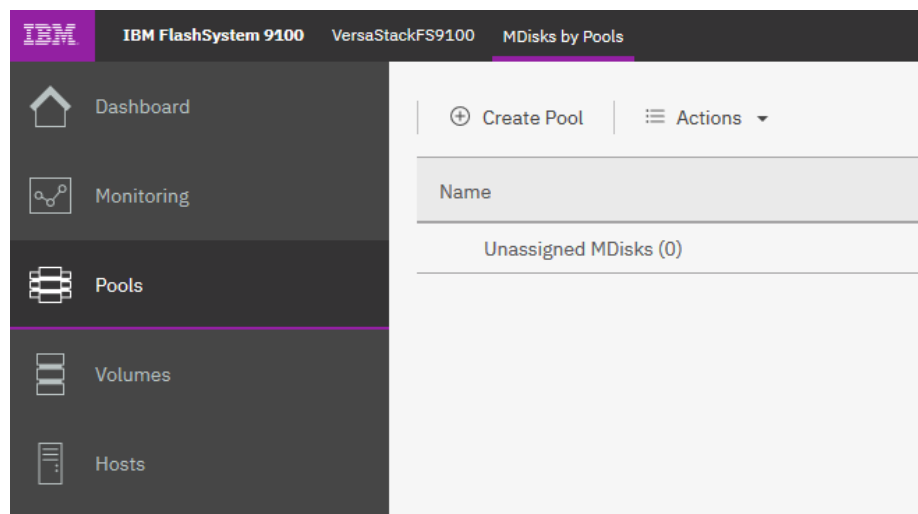 IBM IBM FlashSystem 9100 VersaStackFS9100 MDisks by Pools
Dashboard
Create Pool Actions
Monitoring
Name
Unassigned MDisks (0)
Pools
Volumes
Hosts